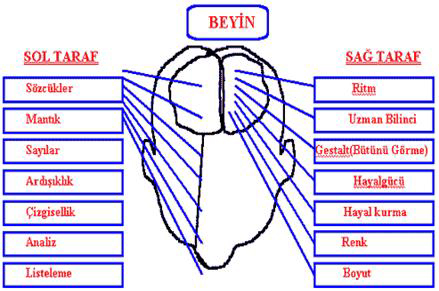 BEYİN
SOL TARAF
Sözcükler
Mantık
Sayılar
Ardışıklık
Çizgisellik
Analiz
Listeleme
SAĞ TARAF
Ritm
Uzman Bilinci
Gestalt(Bütünü Görme)
Hayalgücü
Hayal kurma
Renk
Boyut